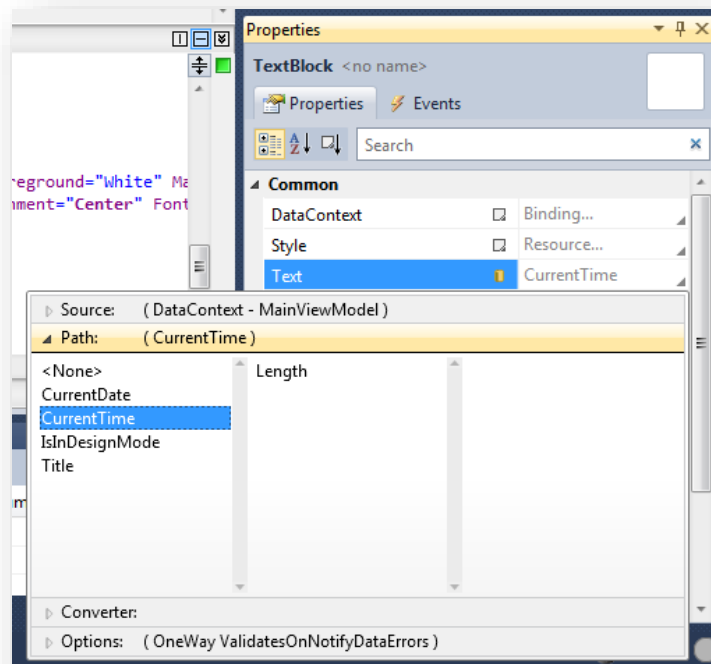 Properties
TextBlock <no name>
Properties Events
Search
reground="White" Ma
nment="Center" Font
Common
DataContext Binding...
Style Resource...
Text CurrentTime
Source: ( DataContext - MainViewModel )
Path: ( CurrentTime )
<None> Length
CurrentDate
CurrentTime
IsInDesignMode
Title
um
Converter:
Options: ( OneWay ValidatesOnNotifyDataErrors )